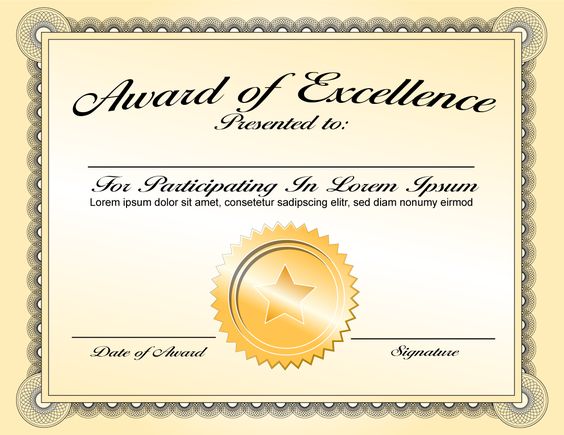 Award of Excellence
Presented to:
For Participating In Lorem Ipsum
Lorem ipsum dolor sit amet, consetetur sadipscing elitr, sed diam nonumy eirmod
Date of Award
Signature